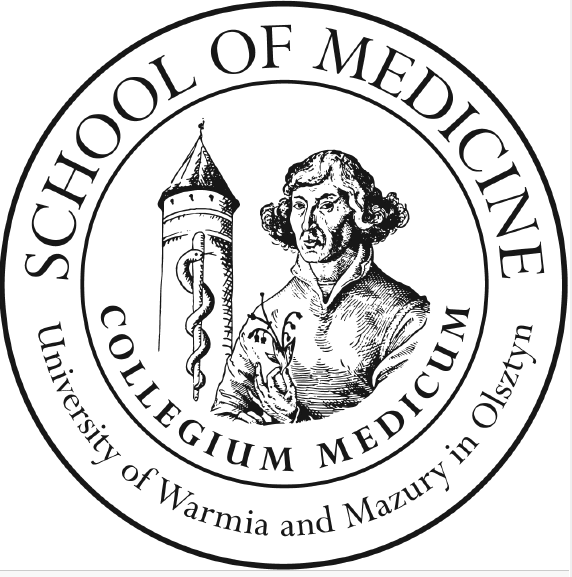 SCHOOL OF MEDICINE
COLLEGIUM MEDICUM
University of Warmia and Mazury in Olsztyn